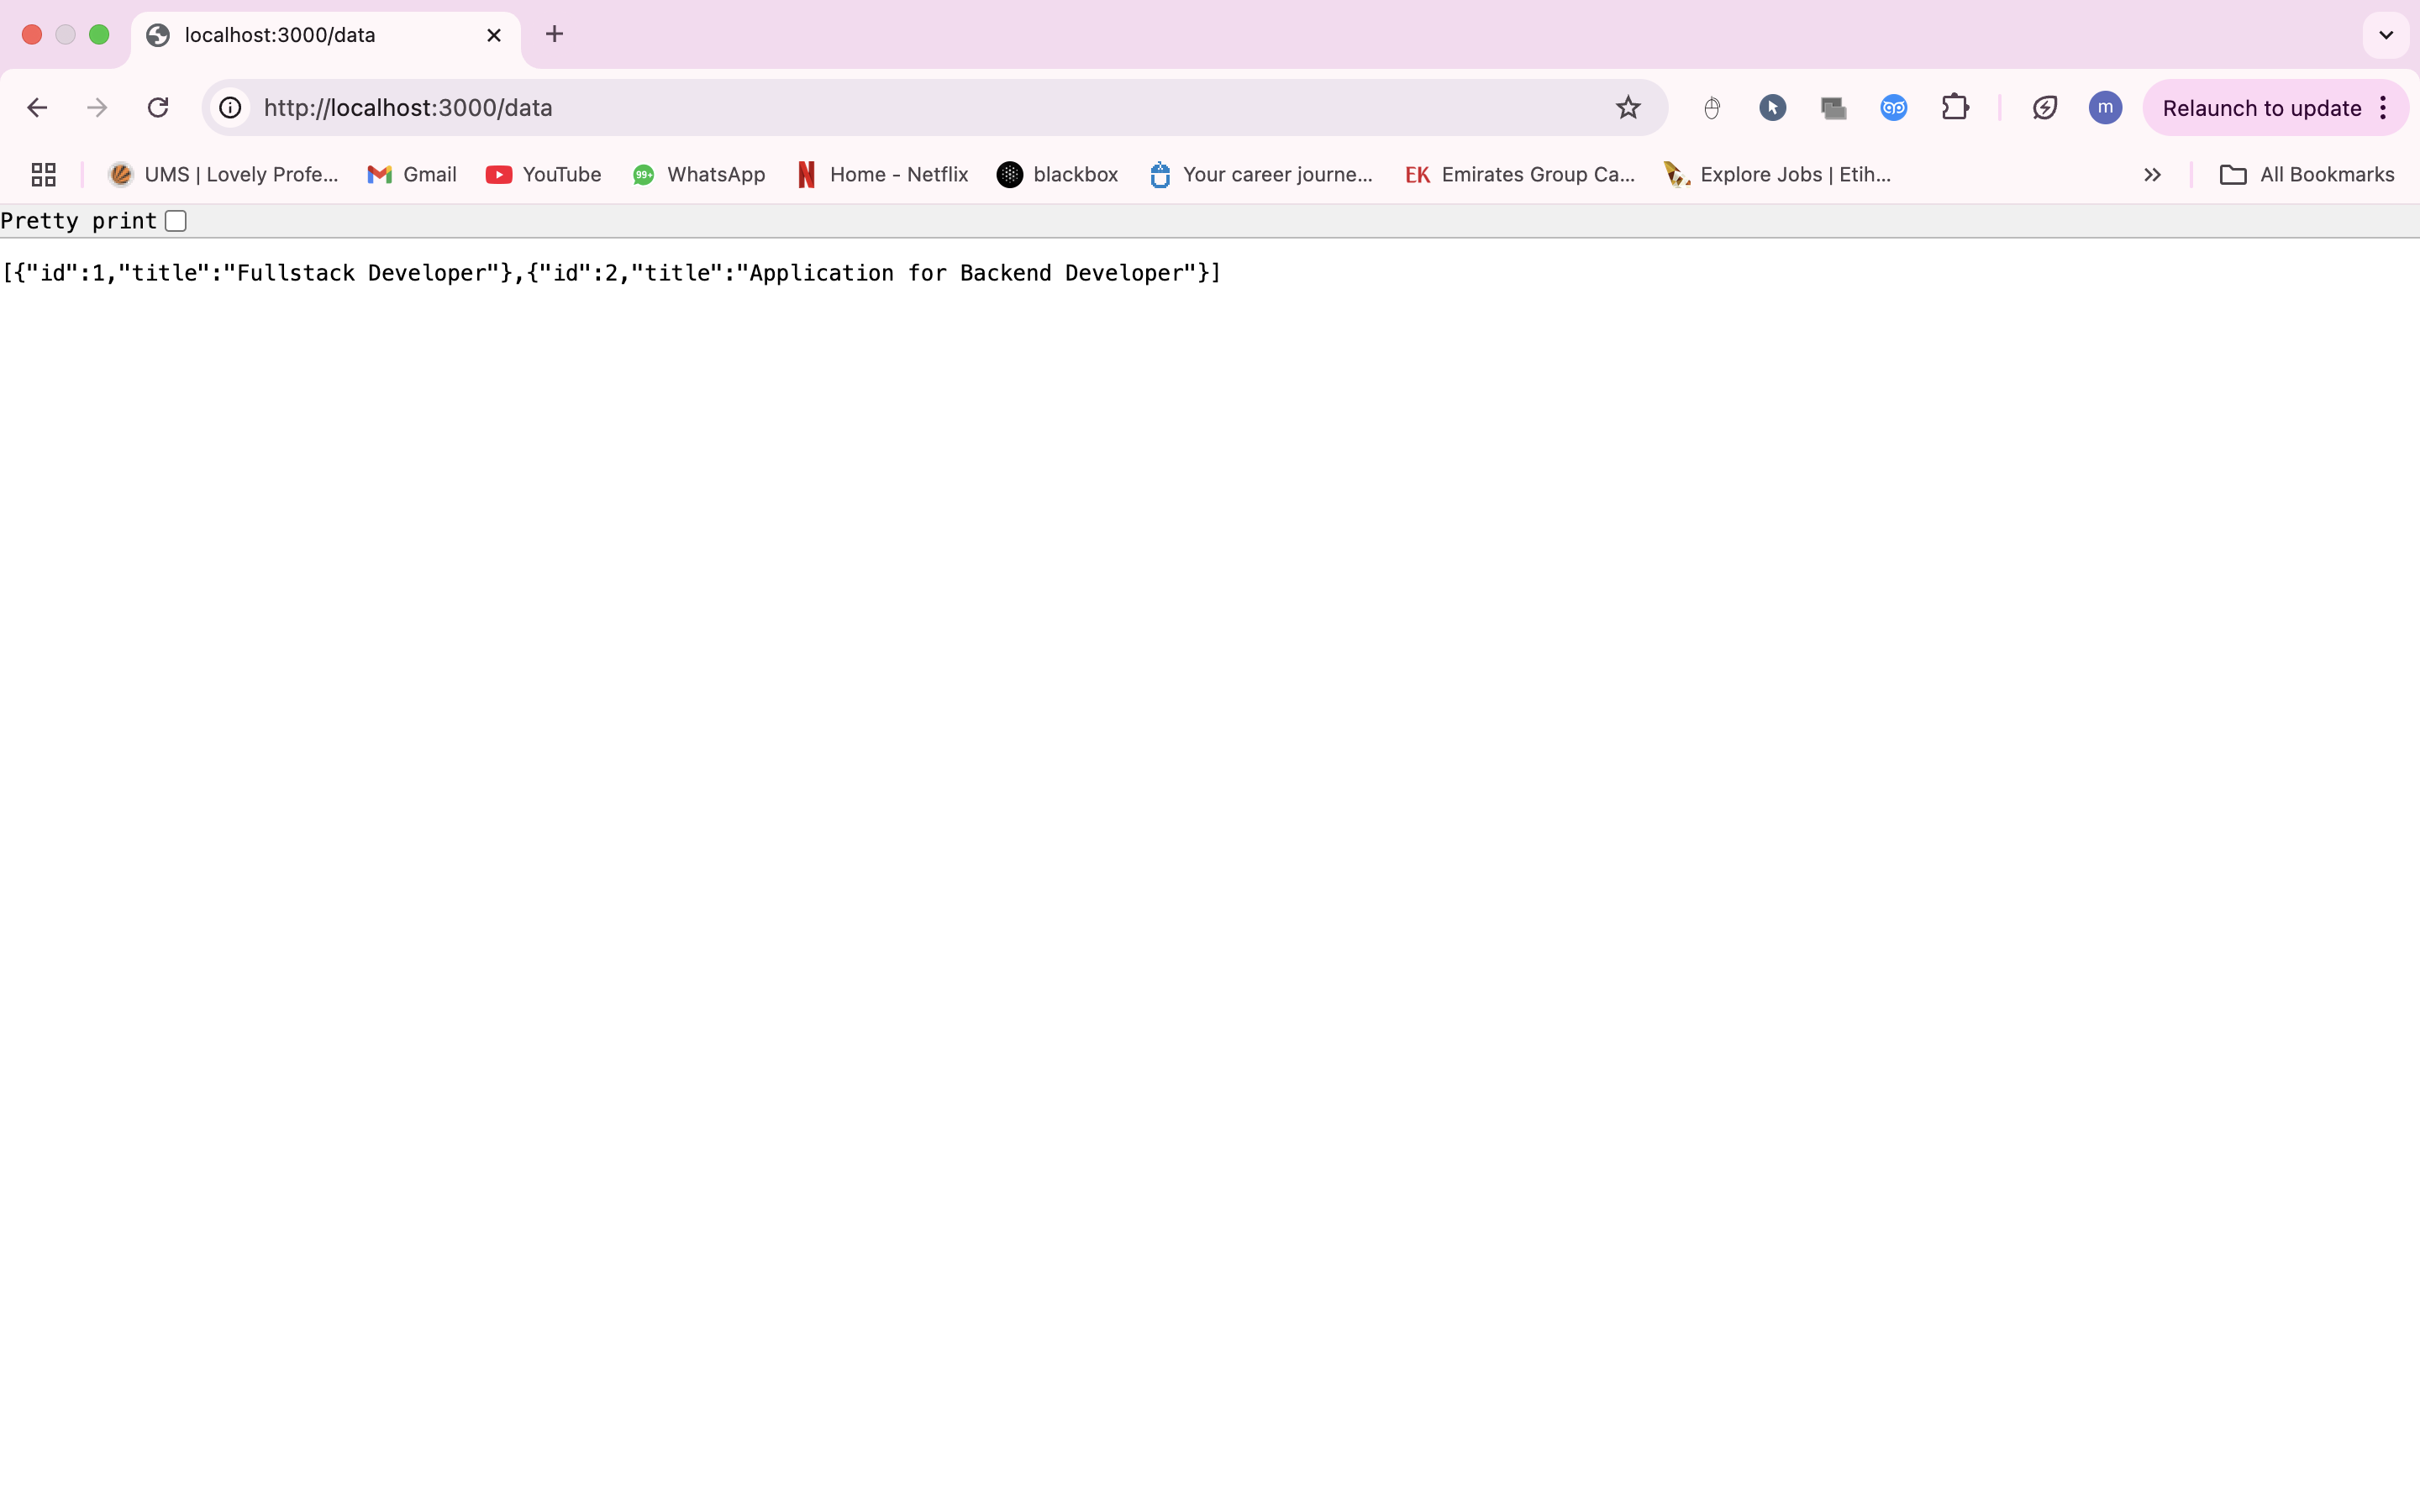 localhost:3000/data
http://localhost:3000/data
m
Relaunch to update
UMS | Lovely Profe...
Gmail
YouTube
99+
WhatsApp
Home - Netflix
blackbox
Your career journe...
EK
Emirates Group Ca...
Explore Jobs | Etih...
All Bookmarks
Pretty print
[{"id":1,"title":"Fullstack Developer"},{"id":2,"title":"Application for Backend Developer"}]